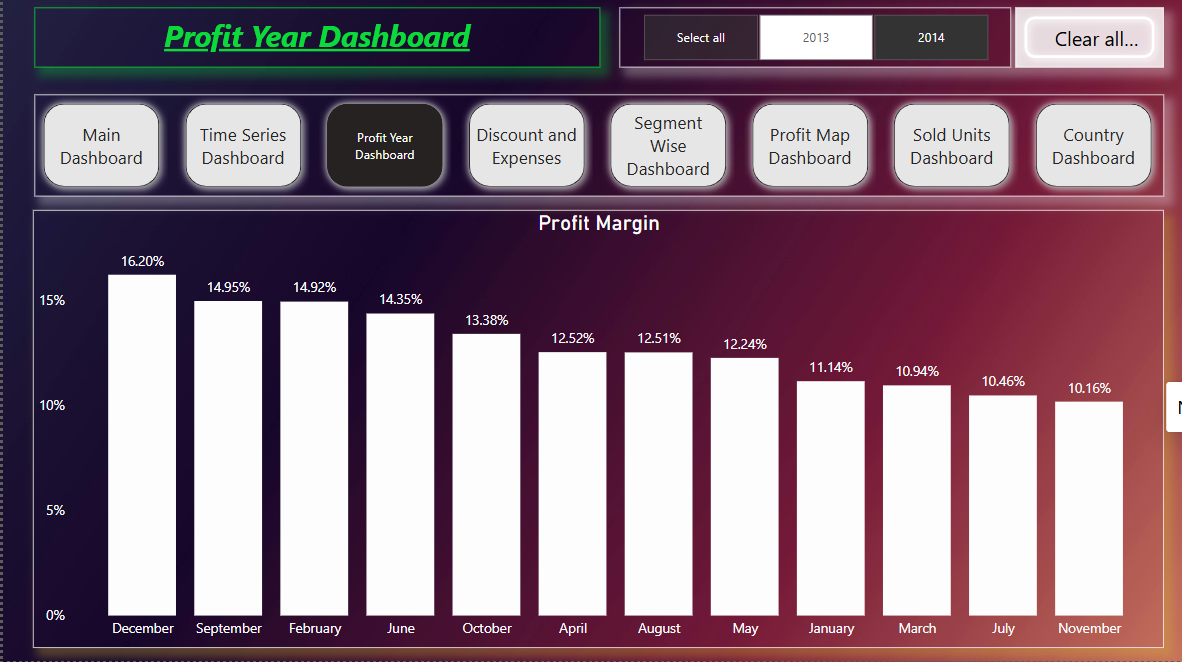 Profit Year Dashboard
Select all
2013
2014
Clear all...
Main
Dashboard
Time Series
Dashboard
Profit Year
Dashboard
Discount and
Expenses
Segment
Wise
Dashboard
Profit Map
Dashboard
Sold Units
Dashboard
Country
Dashboard
Profit Margin
15%
10%
5%
0%
16.20%
14.95%
14.92%
14.35%
13.38%
12.52%
12.51%
12.24%
11.14%
10.94%
10.46%
10.16%
December
September
February
June
October
April
August
May
January
March
July
November